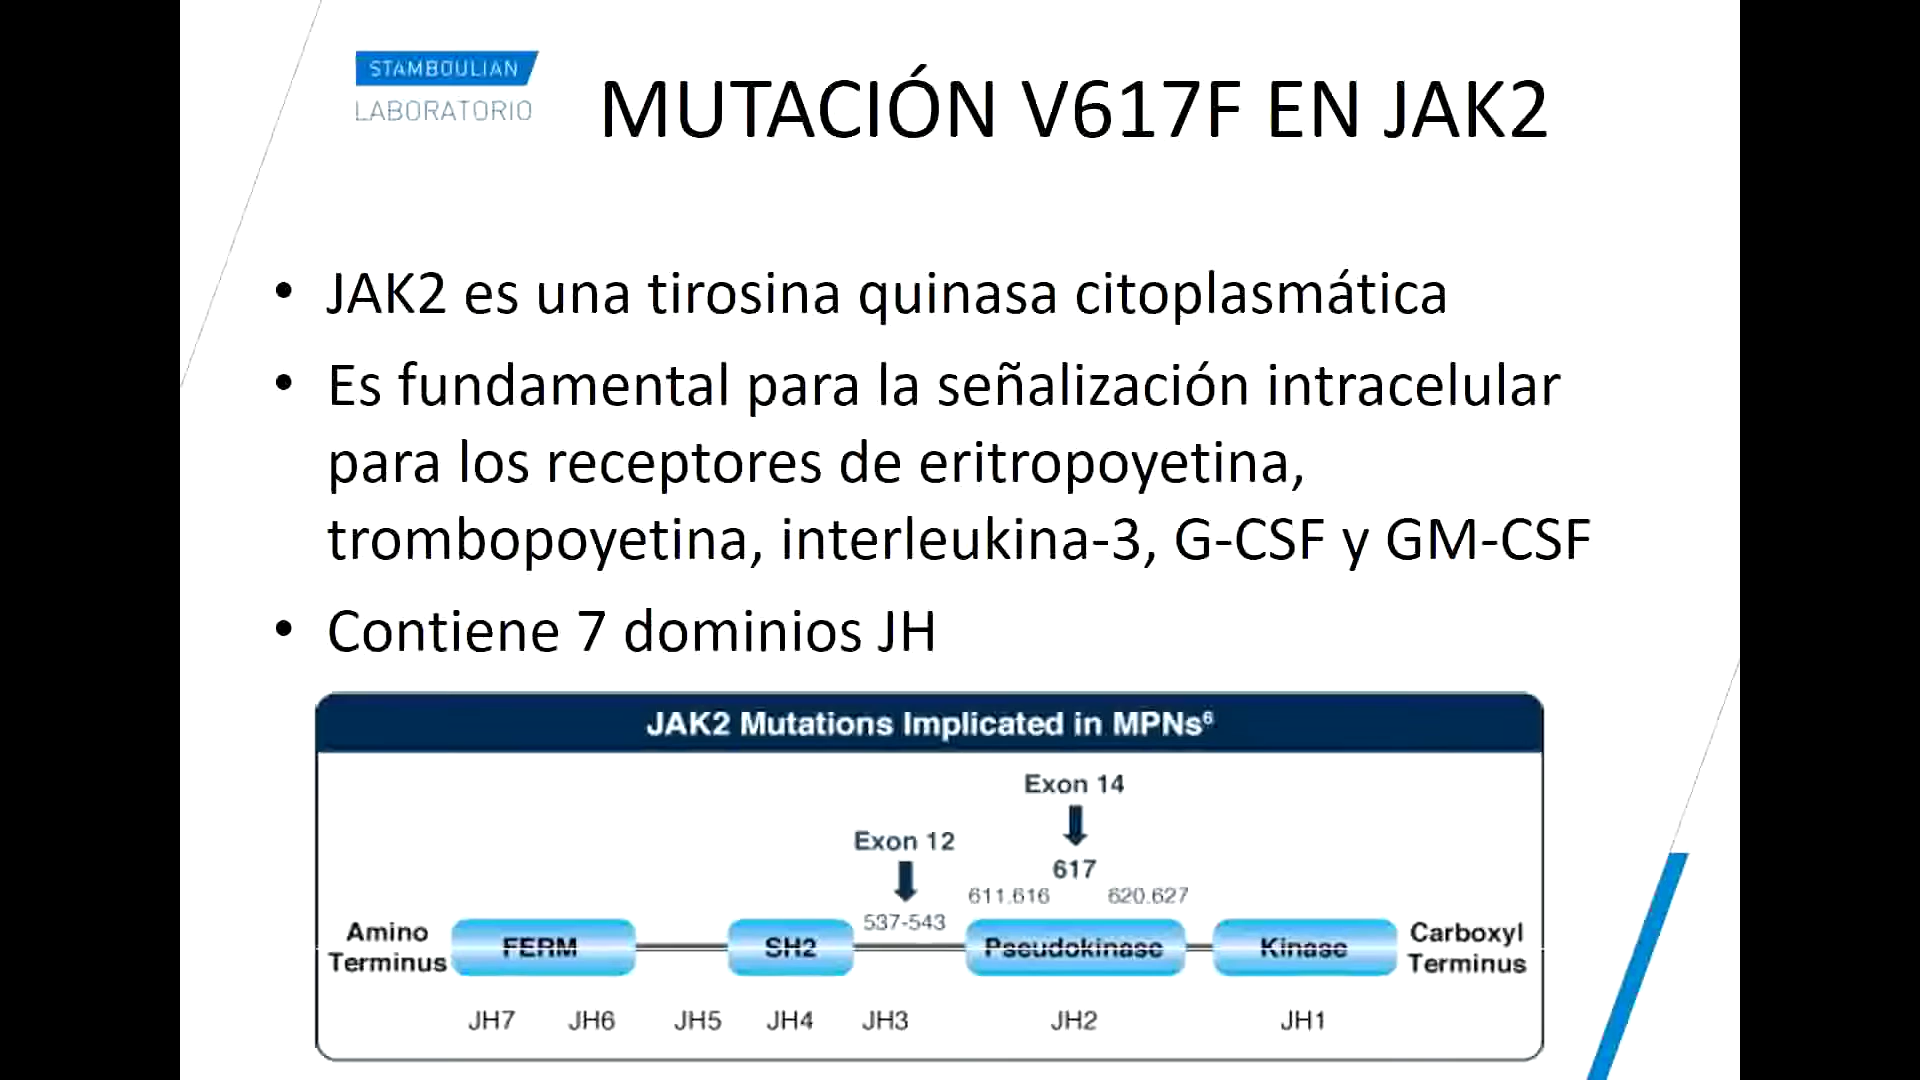 STAMBOULIAN
LABORATORIO
MUTACIÓN V617F EN JAK2
• JAK2 es una tirosina quinasa citoplasmática
• Es fundamental para la señalización intracelular
para los receptores de eritropoyetina,
trombopoyetina, interleukina-3, G-CSF y GM-CSF
• Contiene 7 dominios JH
JAK2 Mutations Implicated in MPNs⁶
Exon 14
Exon 12
617
611.616 620.627
537-543
Amino
Terminus
FERM SH2 Pseudokinase Kinase
Carboxyl
Terminus
JH7 JH6 JH5 JH4 JH3 JH2 JH1